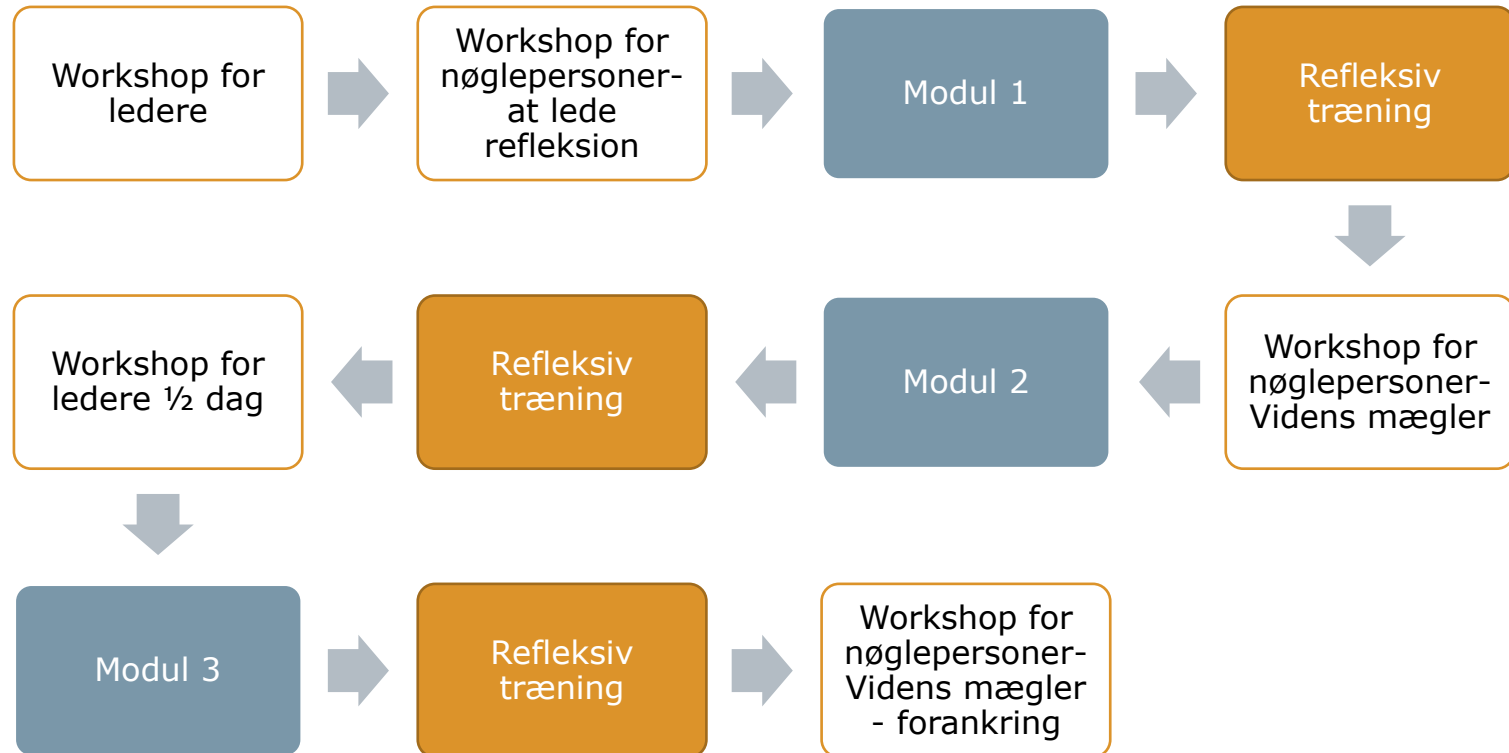 Workshop for
ledere
Workshop for
nøglepersoner-
at lede
refleksion
Modul 1
Refleksiv
træning
Workshop for
nøglepersoner-
Videns mægler
Modul 2
Refleksiv
træning
Workshop for
ledere ½ dag
Modul 3
Refleksiv
træning
Workshop for
nøglepersoner-
Videns mægler
- forankring